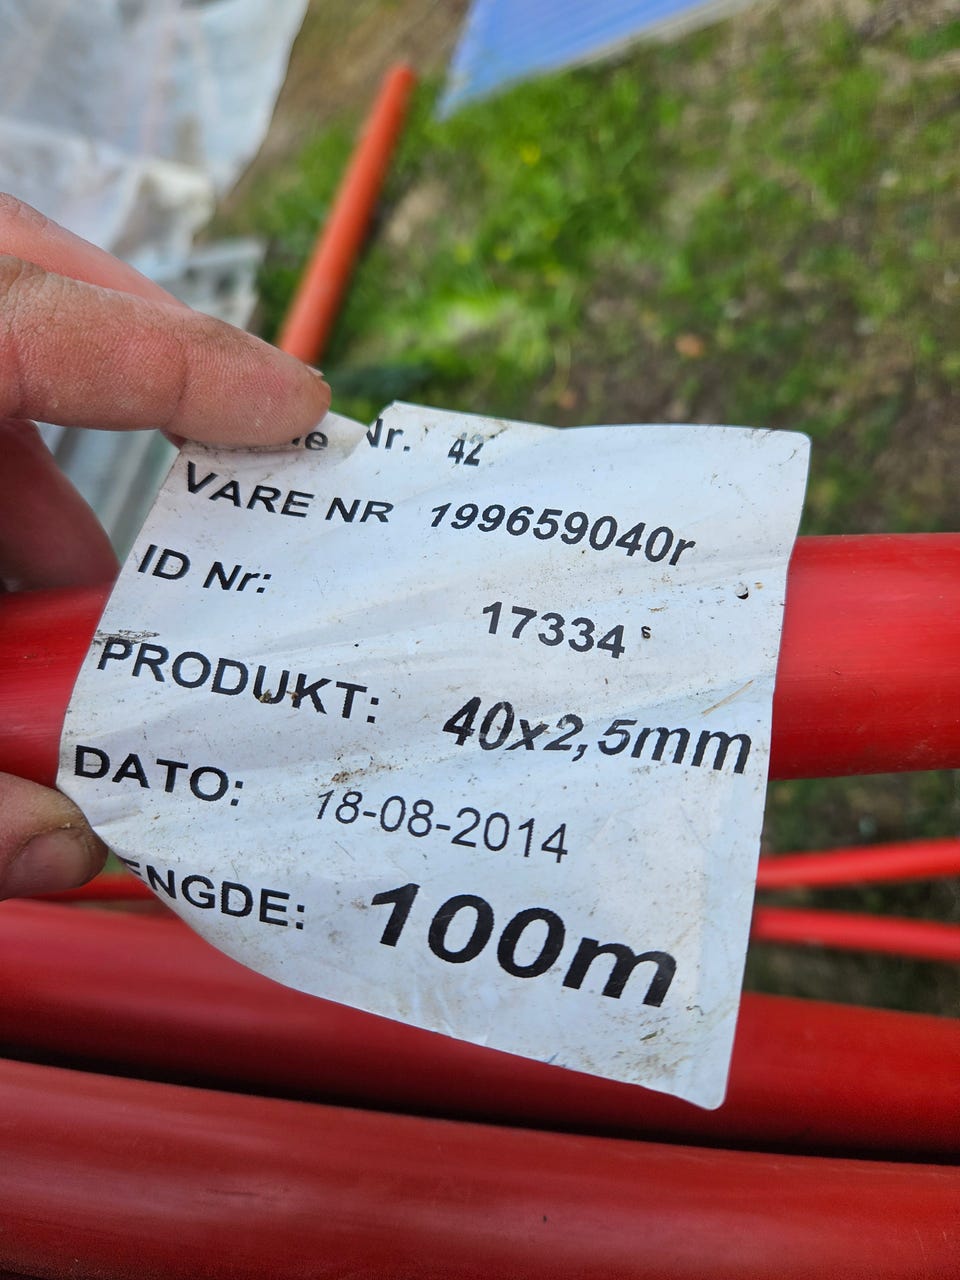 Nr. 42
VARE NR 199659040r
ID Nr: 17334 s
PRODUKT: 40x2,5mm
DATO: 18-08-2014
ENGDE: 100m